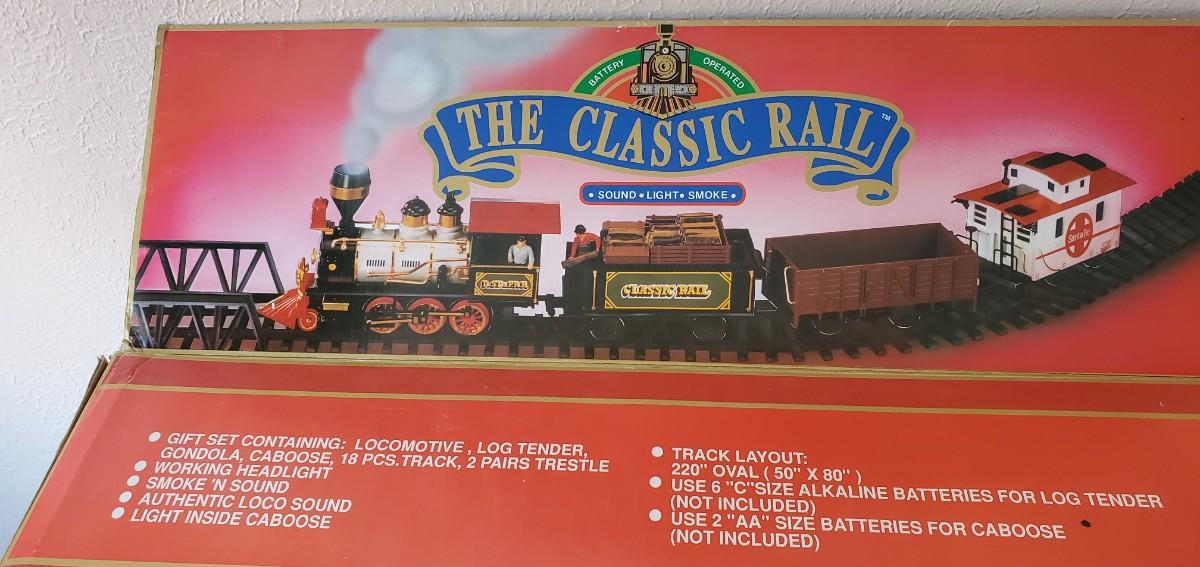 BATTERY OPERATED
THE CLASSIC RAIL™
• SOUND • LIGHT • SMOKE •
CLASSIC RAIL
Santa Fe
● GIFT SET CONTAINING: LOCOMOTIVE, LOG TENDER,
GONDOLA, CABOOSE, 18 PCS.TRACK, 2 PAIRS TRESTLE
● WORKING HEADLIGHT
● SMOKE 'N SOUND
● AUTHENTIC LOCO SOUND
● LIGHT INSIDE CABOOSE
● TRACK LAYOUT:
220" OVAL ( 50" X 80" )
● USE 6 "C"SIZE ALKALINE BATTERIES FOR LOG TENDER
(NOT INCLUDED)
● USE 2 "AA" SIZE BATTERIES FOR CABOOSE
(NOT INCLUDED)